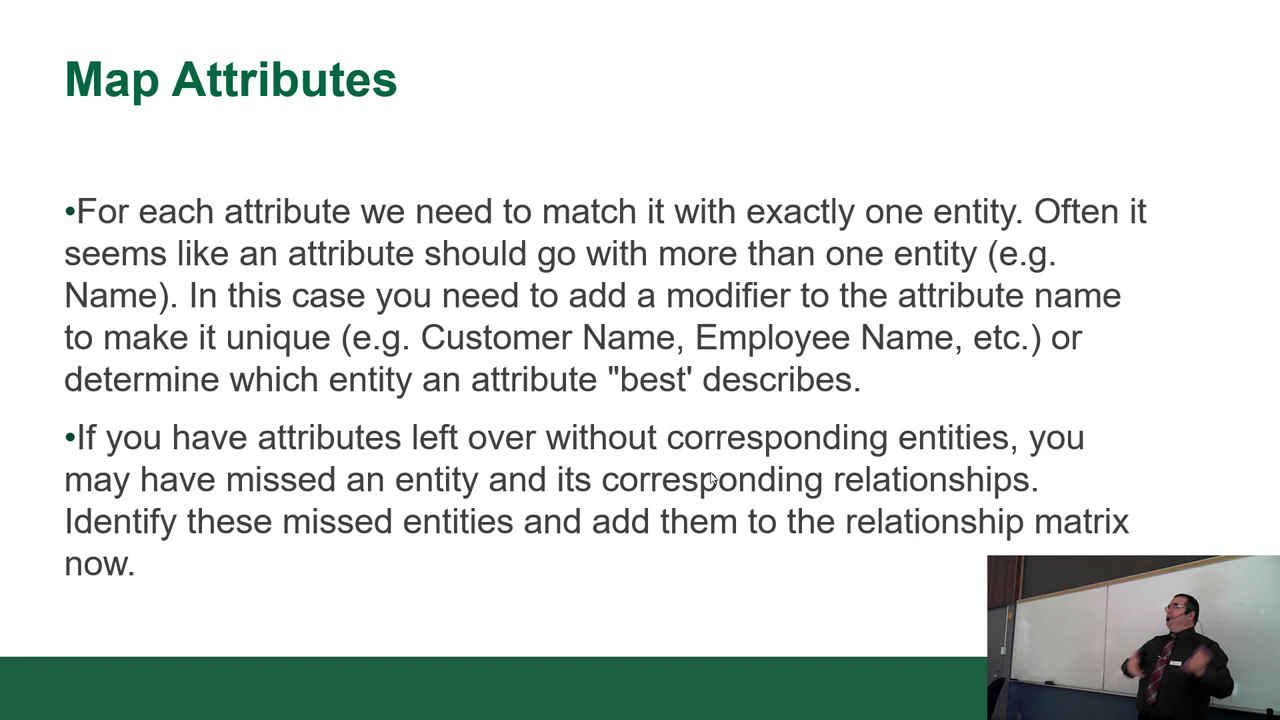 Map Attributes
•For each attribute we need to match it with exactly one entity. Often it
seems like an attribute should go with more than one entity (e.g.
Name). In this case you need to add a modifier to the attribute name
to make it unique (e.g. Customer Name, Employee Name, etc.) or
determine which entity an attribute "best' describes.
•If you have attributes left over without corresponding entities, you
may have missed an entity and its corresponding relationships.
Identify these missed entities and add them to the relationship matrix
now.